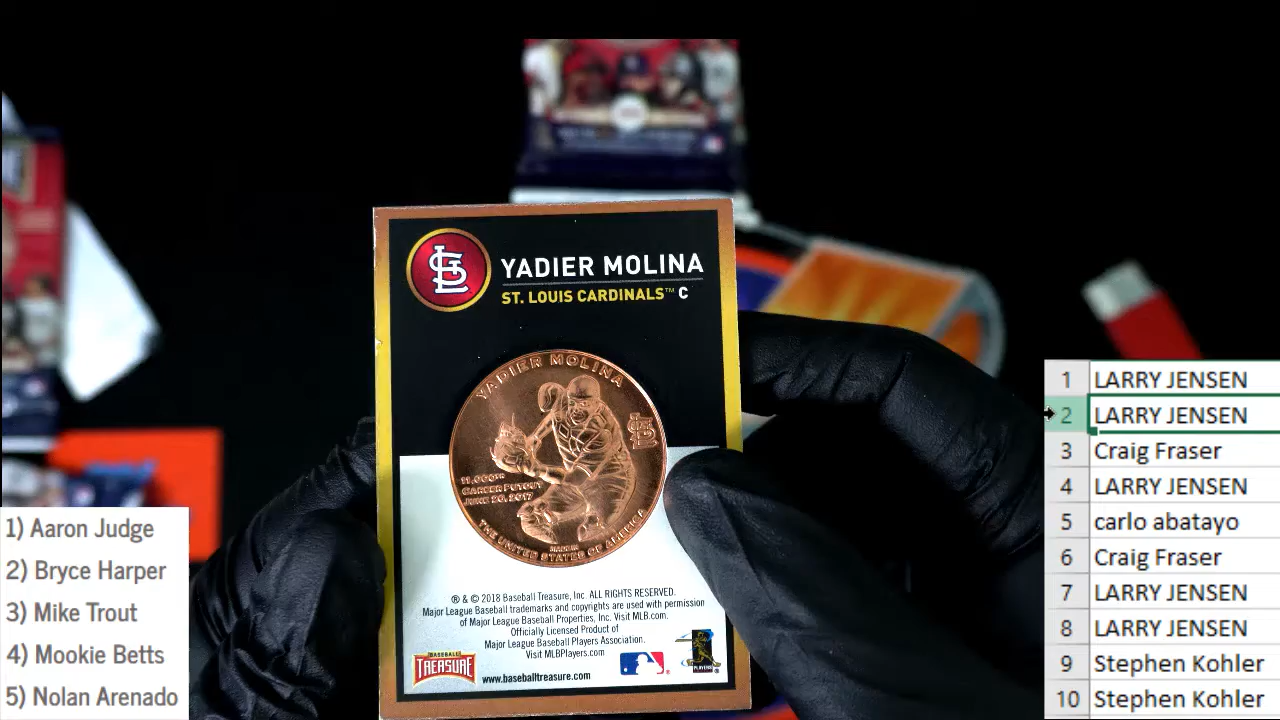 YADIER MOLINA
ST. LOUIS CARDINALS™ C
YADIER MOLINA
11,000TH
CAREER PUTOUT
JUNE 20, 2017
MADE IN
THE UNITED STATES OF AMERICA
® & © 2018 Baseball Treasure, Inc. ALL RIGHTS RESERVED.
Major League Baseball trademarks and copyrights are used with permission
of Major League Baseball Properties, Inc. Visit MLB.com.
Officially Licensed Product of
Major League Baseball Players Association.
Visit MLBPlayers.com
BASEBALL
TREASURE
www.baseballtreasure.com
PLAYERS
1) Aaron Judge
2) Bryce Harper
3) Mike Trout
4) Mookie Betts
5) Nolan Arenado
1 LARRY JENSEN
2 LARRY JENSEN
3 Craig Fraser
4 LARRY JENSEN
5 carlo abatayo
6 Craig Fraser
7 LARRY JENSEN
8 LARRY JENSEN
9 Stephen Kohler
10 Stephen Kohler